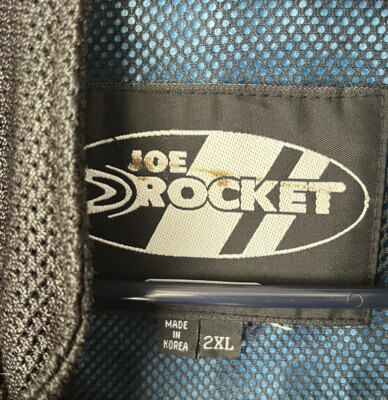 JOE
ROCKET
MADE
IN
KOREA
2XL